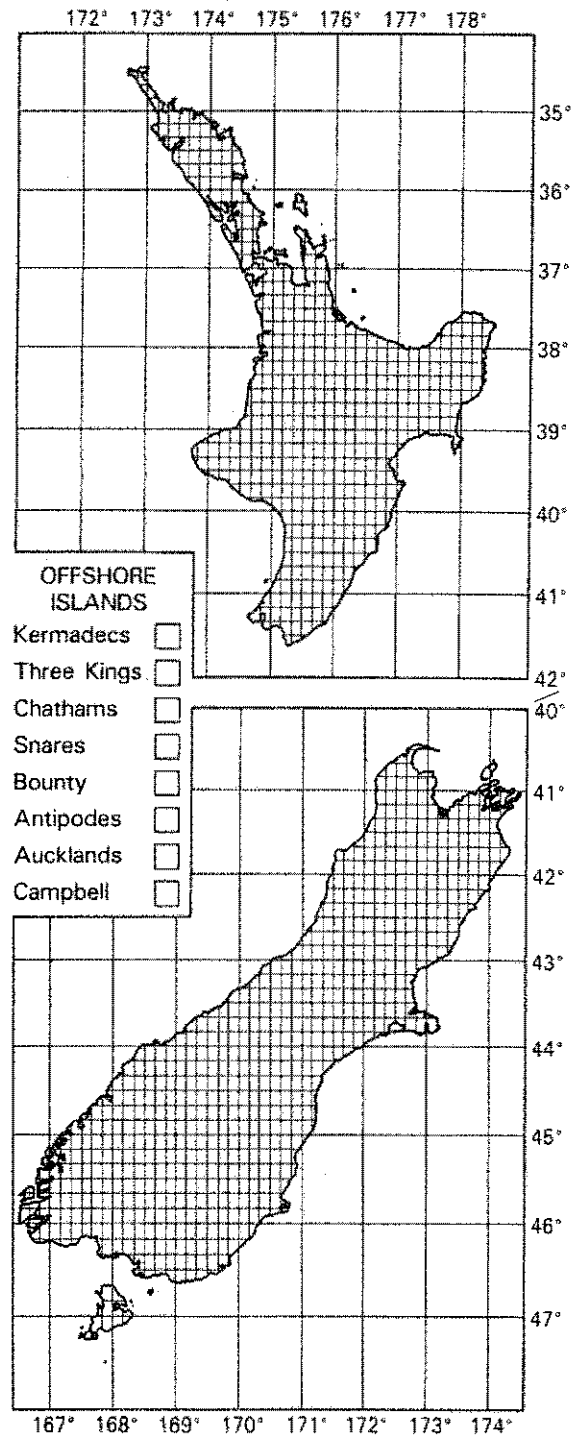 172° 173° 174° 175° 176° 177° 178°
35°
36°
37°
38°
39°
40°
41°
42°
OFFSHORE
ISLANDS
Kermadecs
Three Kings
Chathams
Snares
Bounty
Antipodes
Aucklands
Campbell
40°
41°
42°
43°
44°
45°
46°
47°
167° 168° 169° 170° 171° 172° 173° 174°